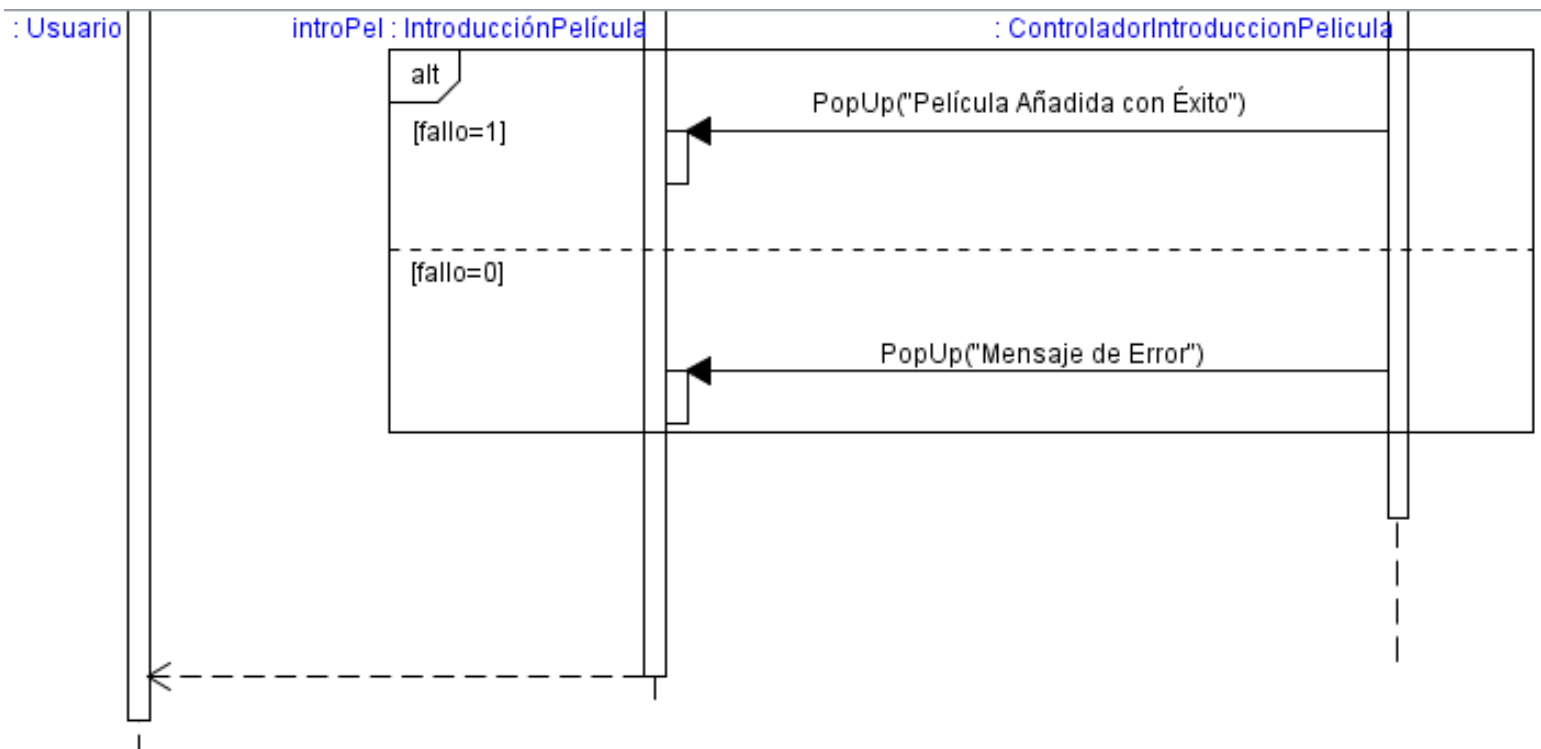 : Usuario
introPel : IntroducciónPelícula
: ControladorIntroduccionPelicula
alt
PopUp("Película Añadida con Éxito")
[fallo=1]
[fallo=0]
PopUp("Mensaje de Error")